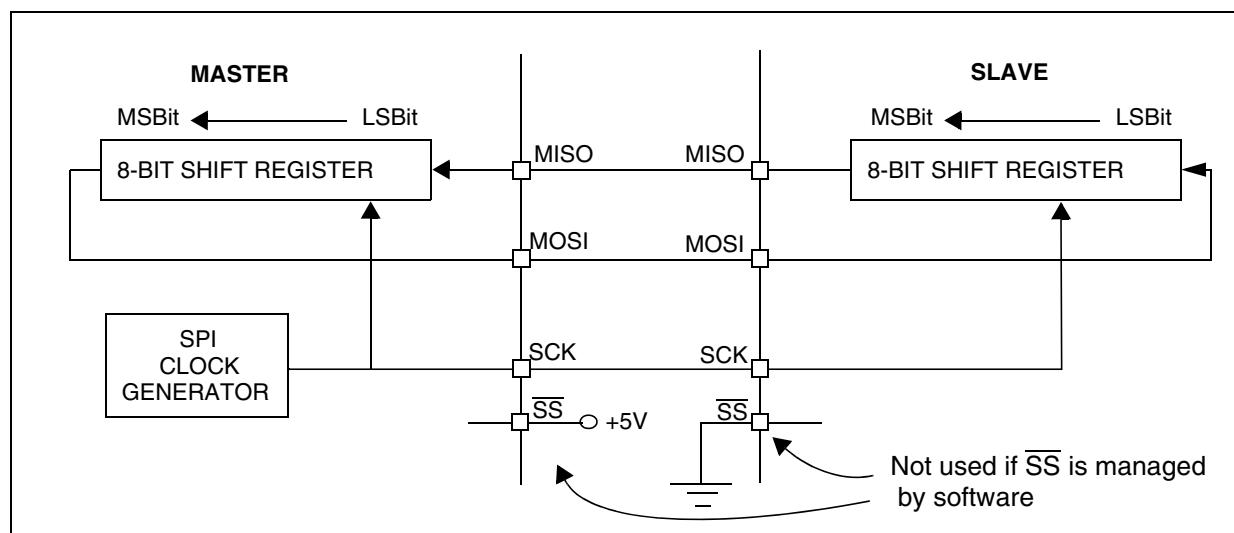 MASTER
SLAVE
MSBit
LSBit
MSBit
LSBit
8-BIT SHIFT REGISTER
MISO
MISO
8-BIT SHIFT REGISTER
MOSI
MOSI
SPI
CLOCK
GENERATOR
SCK
SCK
SS
+5V
SS
Not used if SS is managed
by software